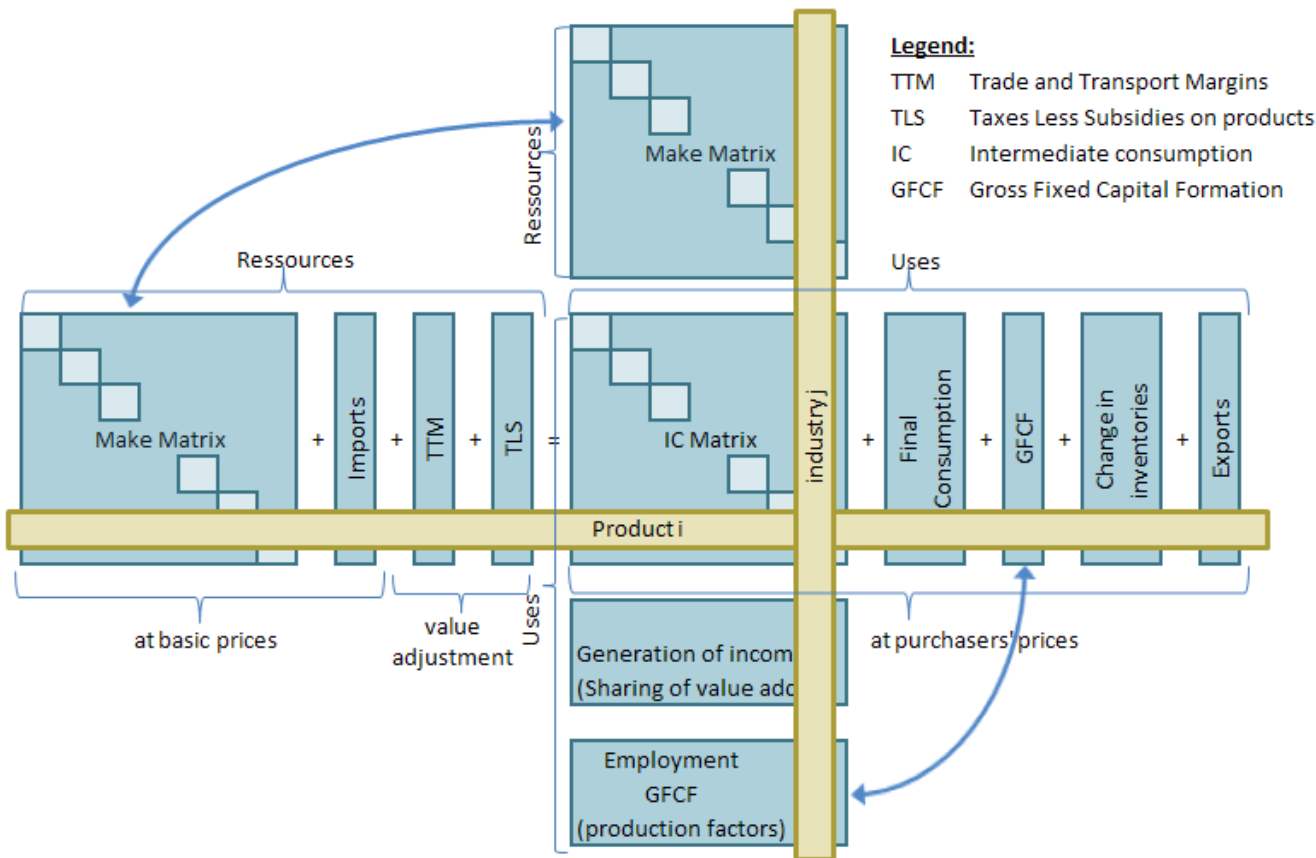 Legend:
TTM Trade and Transport Margins
TLS Taxes Less Subsidies on products
IC Intermediate consumption
GFCF Gross Fixed Capital Formation
Ressources
Make Matrix
Ressources
Uses
Make Matrix
+
Imports
+
TTM
+
TLS
=
IC Matrix
industry j
+
Final
Consumption
+
GFCF
+
Change in
inventories
+
Exports
Product i
at basic prices
value
adjustment
Uses
at purchasers' prices
Generation of incom
(Sharing of value add
Employment
GFCF
(production factors)